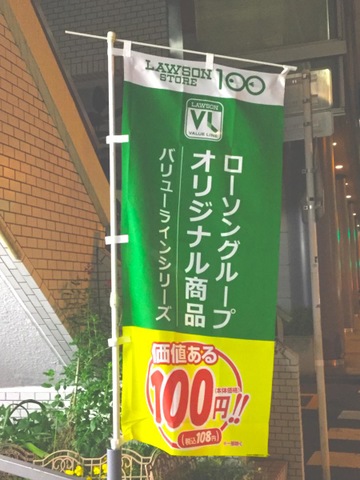 LAWSON
STORE
100
LAWSON
VL
VALUE LINE
ローソングループ
オリジナル商品
バリューラインシリーズ
価値ある
100円!!
(本体価格)
(税込108円)